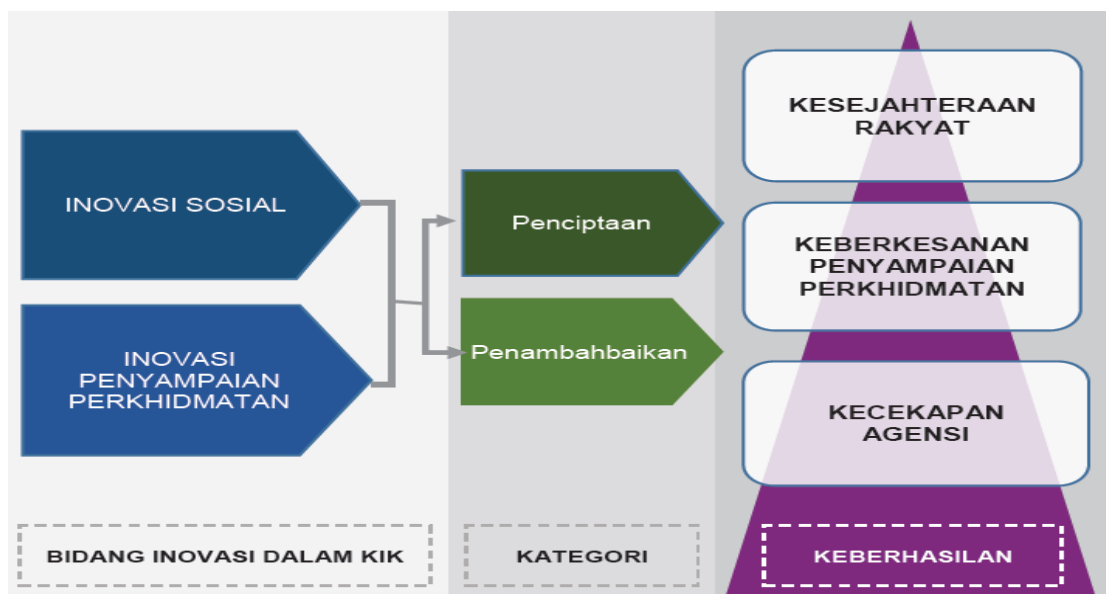 INOVASI SOSIAL
INOVASI
PENYAMPAIAN
PERKHIDMATAN
BIDANG INOVASI DALAM KIK
Penciptaan
Penambahbaikan
KATEGORI
KESEJAHTERAAN
RAKYAT
KEBERKESANAN
PENYAMPAIAN
PERKHIDMATAN
KECEKAPAN
AGENSI
KEBERHASILAN